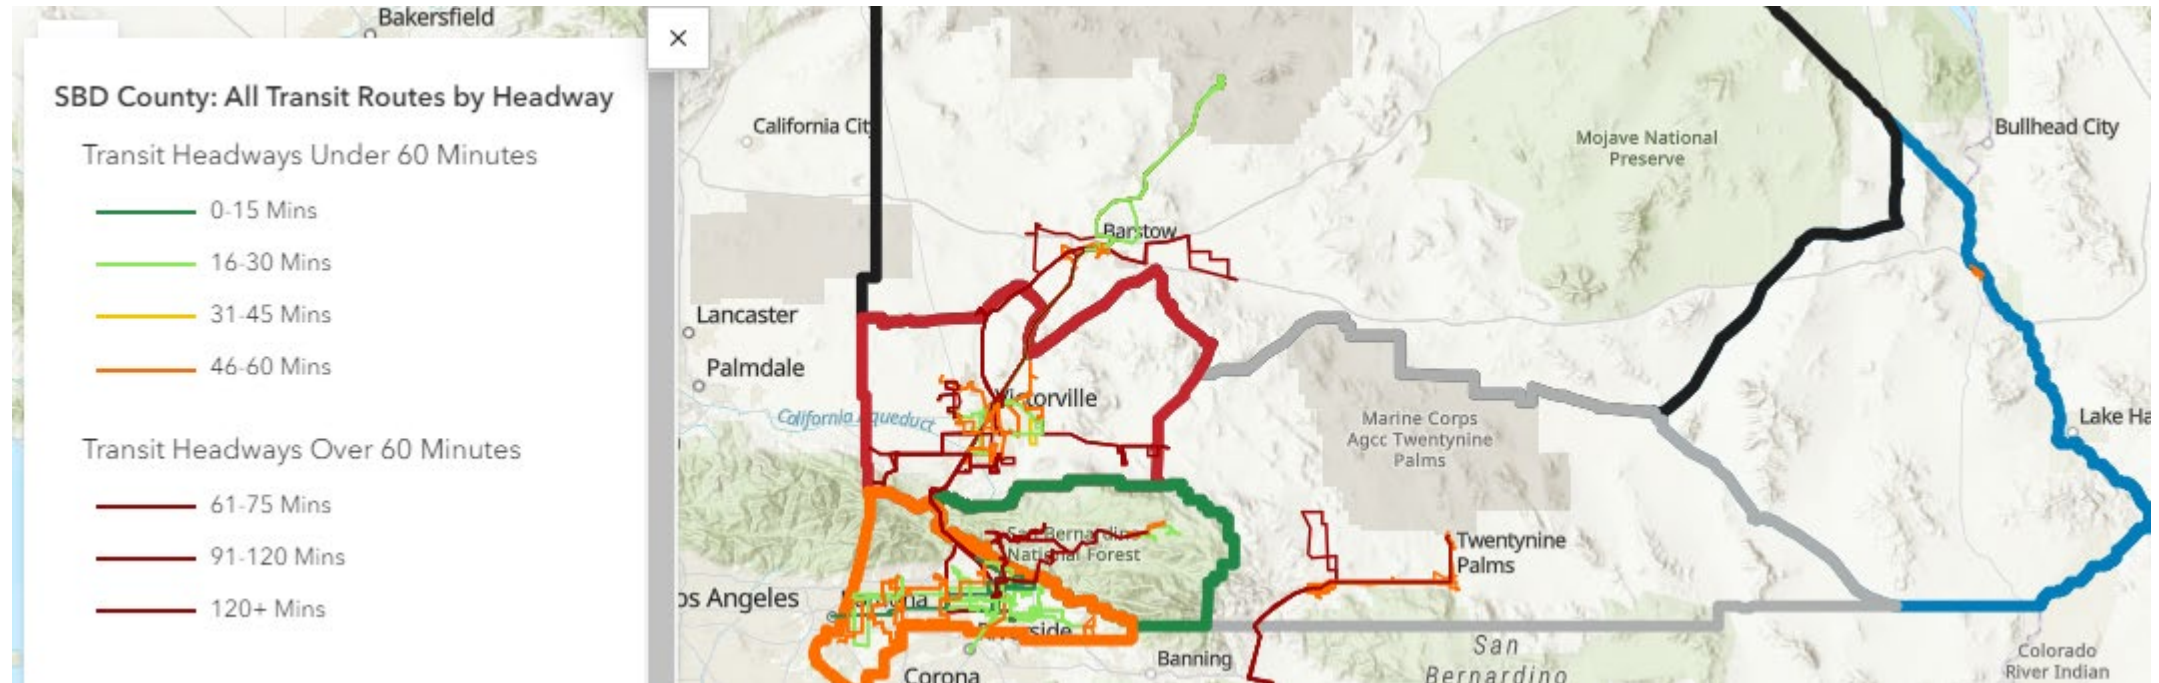 Bakersfield
×
SBD County: All Transit Routes by Headway
Transit Headways Under 60 Minutes
0-15 Mins
16-30 Mins
31-45 Mins
46-60 Mins
Transit Headways Over 60 Minutes
61-75 Mins
91-120 Mins
120+ Mins
California City
Mojave National
Preserve
Bullhead City
Barstow
Lancaster
Palmdale
California Aqueduct
Victorville
Marine Corps
Agcc Twentynine
Palms
Lake Ha
San Bernardino
National Forest
Twentynine
Palms
os Angeles
Riverside
San
Bernardino
Banning
Corona
Colorado
River Indian